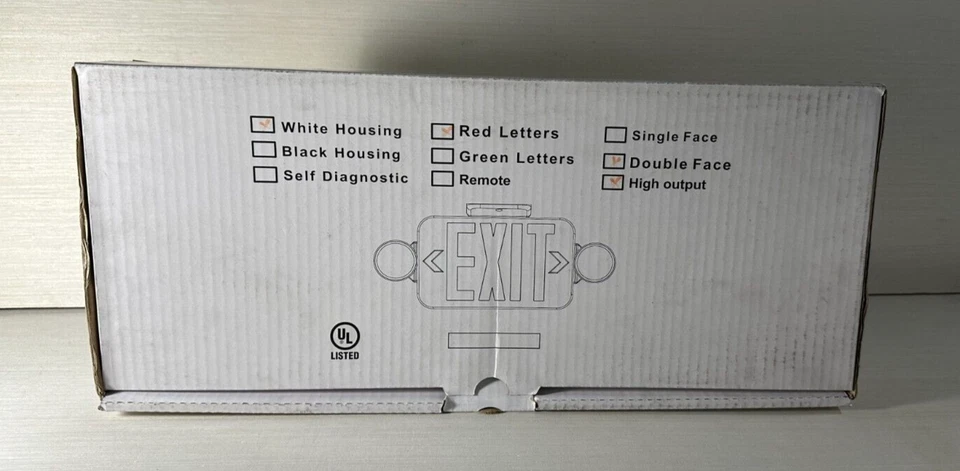 White Housing Red Letters Single Face
Black Housing Green Letters Double Face
Self Diagnostic Remote High output
EXIT
UL
LISTED